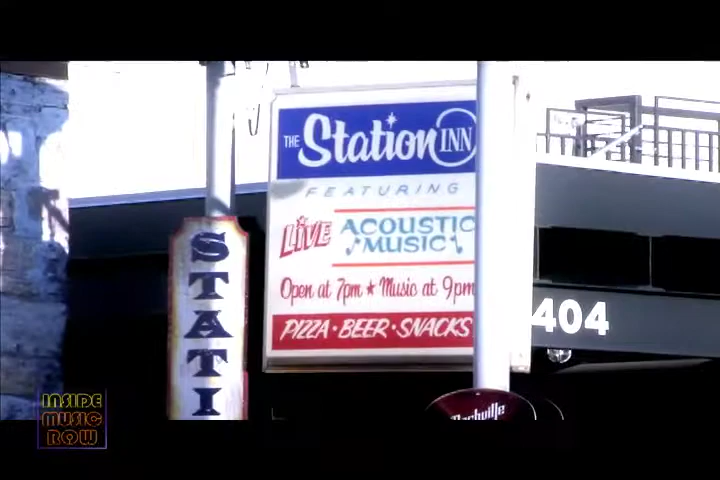 THE Station INN
FEATURING
LIVE
ACOUSTIC
MUSIC
Open at 7pm ★ Music at 9pm
PIZZA · BEER · SNACKS
STATI
404
Nashville
INSIDE
MUSIC
ROW